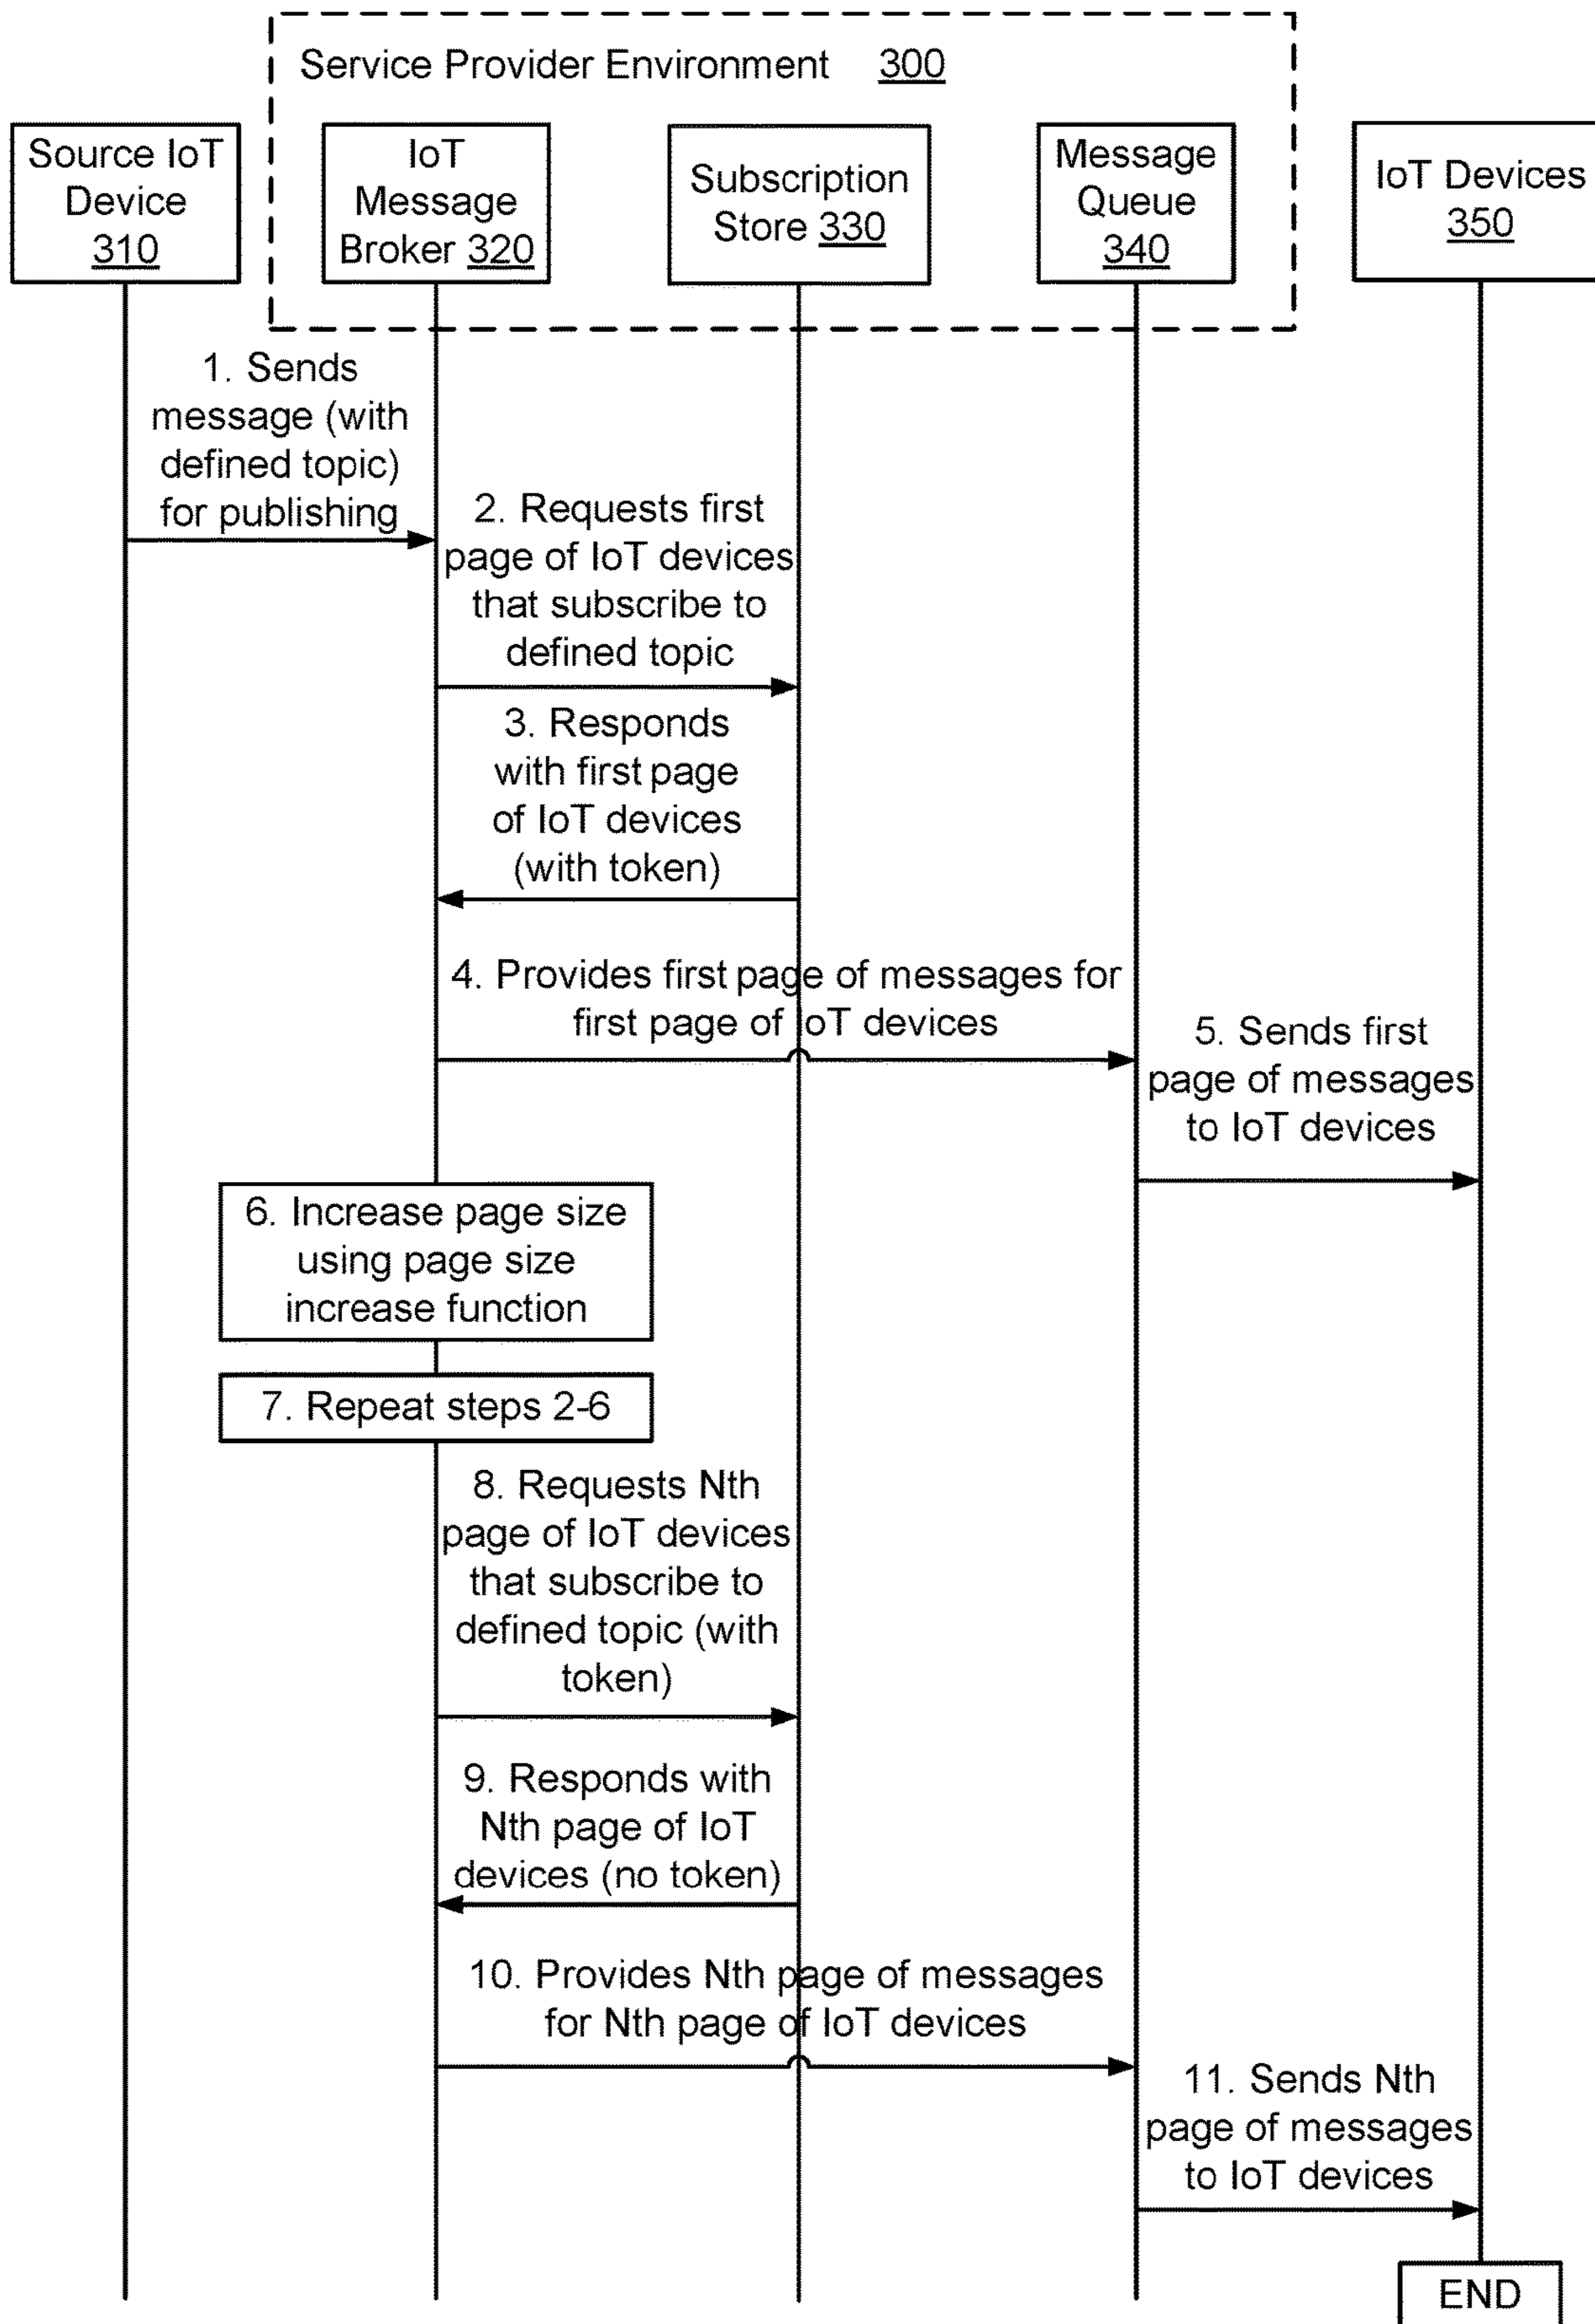 Service Provider Environment 300
Source IoT
Device
310
IoT
Message
Broker 320
Subscription
Store 330
Message
Queue
340
IoT Devices
350
1. Sends
message (with
defined topic)
for publishing
2. Requests first
page of IoT devices
that subscribe to
defined topic
3. Responds
with first page
of IoT devices
(with token)
4. Provides first page of messages for
first page of IoT devices
5. Sends first
page of messages
to IoT devices
6. Increase page size
using page size
increase function
7. Repeat steps 2-6
8. Requests Nth
page of IoT devices
that subscribe to
defined topic (with
token)
9. Responds with
Nth page of IoT
devices (no token)
10. Provides Nth page of messages
for Nth page of IoT devices
11. Sends Nth
page of messages
to IoT devices
END